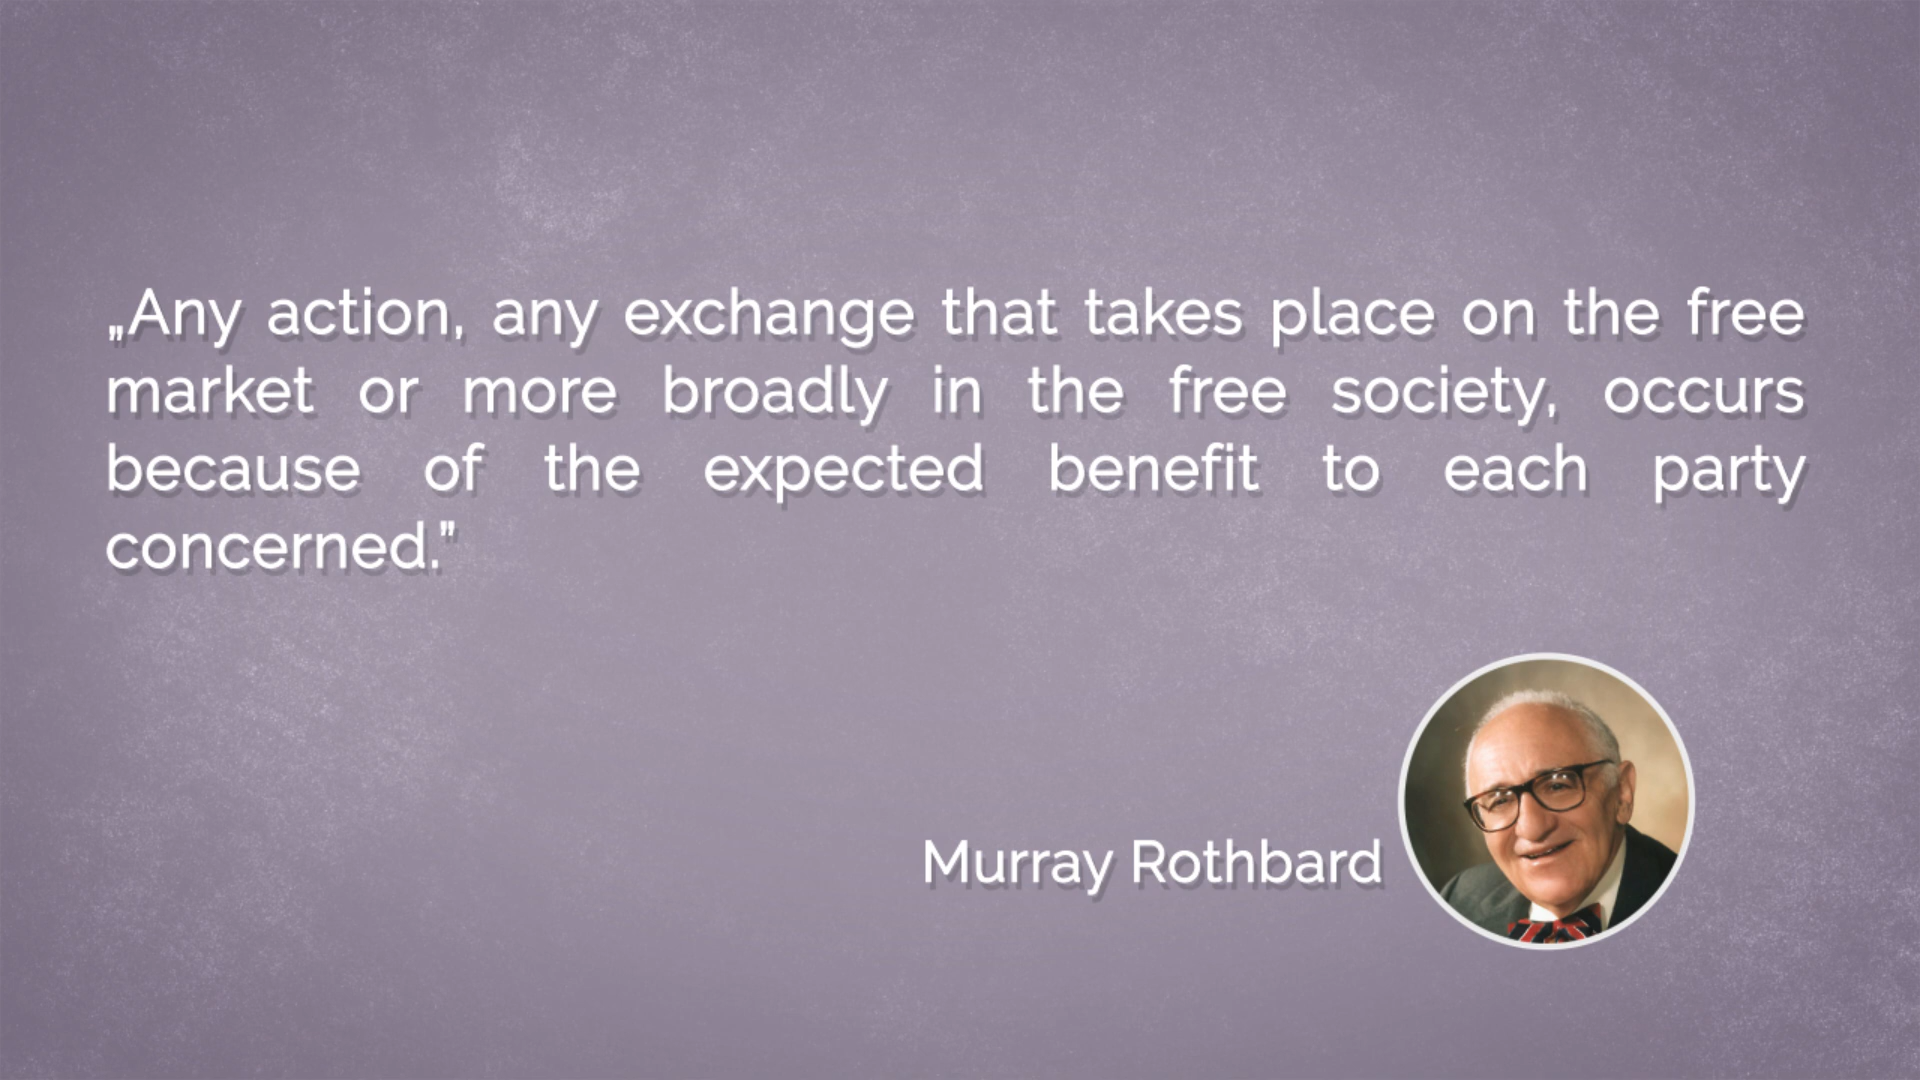 „Any action, any exchange that takes place on the free
market or more broadly in the free society, occurs
because of the expected benefit to each party
concerned.”
Murray Rothbard